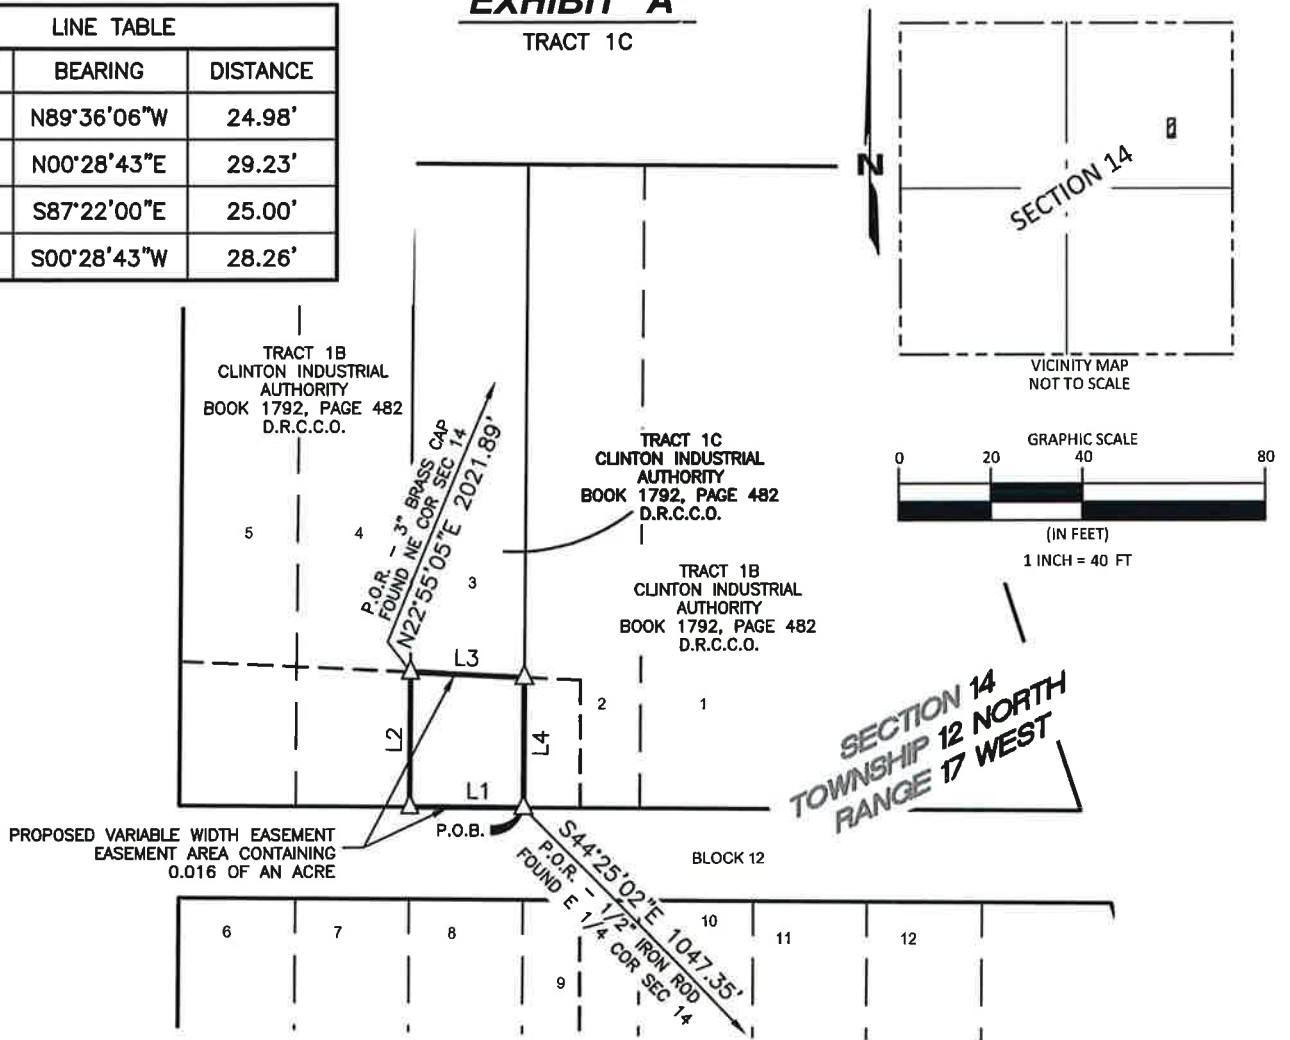 EXHIBIT "A"
TRACT 1C
LINE TABLE
BEARING DISTANCE
N89°36'06"W 24.98'
N00°28'43"E 29.23'
S87°22'00"E 25.00'
S00°28'43"W 28.26'
N
SECTION 14
VICINITY MAP
NOT TO SCALE
GRAPHIC SCALE
0 20 40 80
(IN FEET)
1 INCH = 40 FT
TRACT 1B
CLINTON INDUSTRIAL
AUTHORITY
BOOK 1792, PAGE 482
D.R.C.C.O.
P.O.R. - 3" BRASS CAP
FOUND NE COR SEC 14
N22°55'05"E 2021.89'
TRACT 1C
CLINTON INDUSTRIAL
AUTHORITY
BOOK 1792, PAGE 482
D.R.C.C.O.
5
4
3
TRACT 1B
CLINTON INDUSTRIAL
AUTHORITY
BOOK 1792, PAGE 482
D.R.C.C.O.
L3
2
1
L2
L4
L1
P.O.B.
SECTION 14
TOWNSHIP 12 NORTH
RANGE 17 WEST
PROPOSED VARIABLE WIDTH EASEMENT
EASEMENT AREA CONTAINING
0.016 OF AN ACRE
S44°25'02"E 1047.35'
P.O.R. - 1/2" IRON ROD
FOUND E 1/4 COR SEC 14
BLOCK 12
6
7
8
9
10
11
12